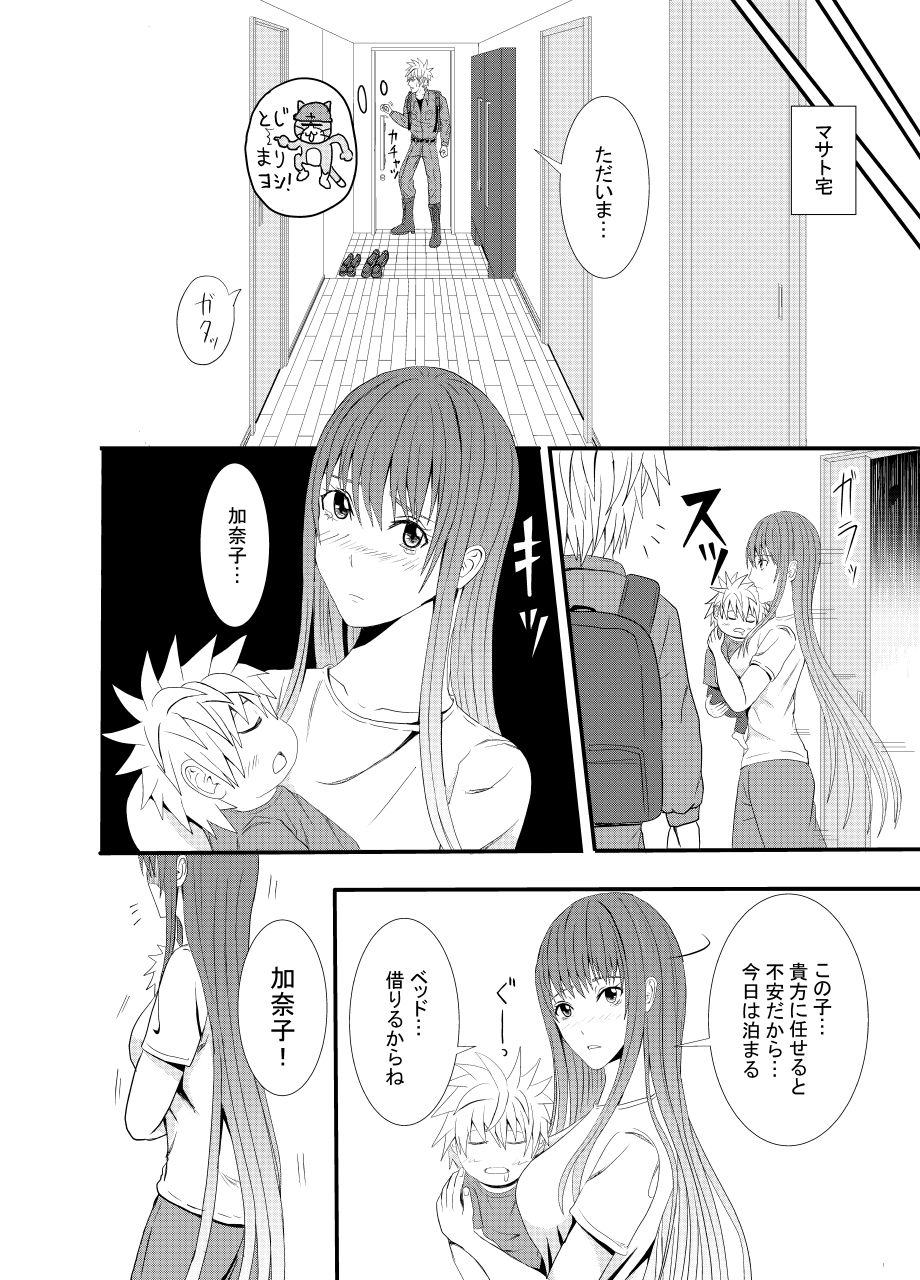 マサト宅
ただいま…
カチャッ
とじ
まり
ヨシ！
ガタッ
ガラッ
スッ
キッ
加奈子…
この子…
貴方に任せると
不安だから…
今日は泊まる
ぐー…
ベッド…
借りるからね
加奈子！